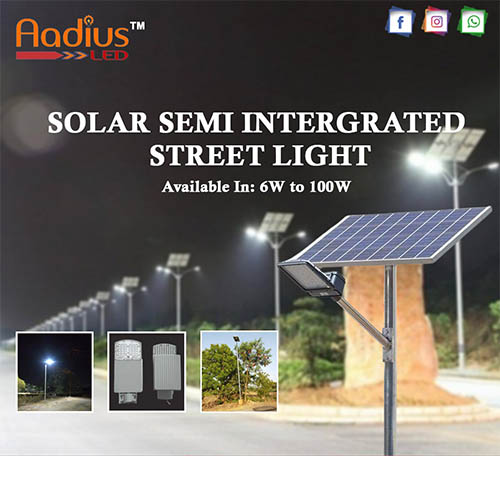 Aadius™
LED
SOLAR SEMI INTERGRATED
STREET LIGHT
Available In: 6W to 100W